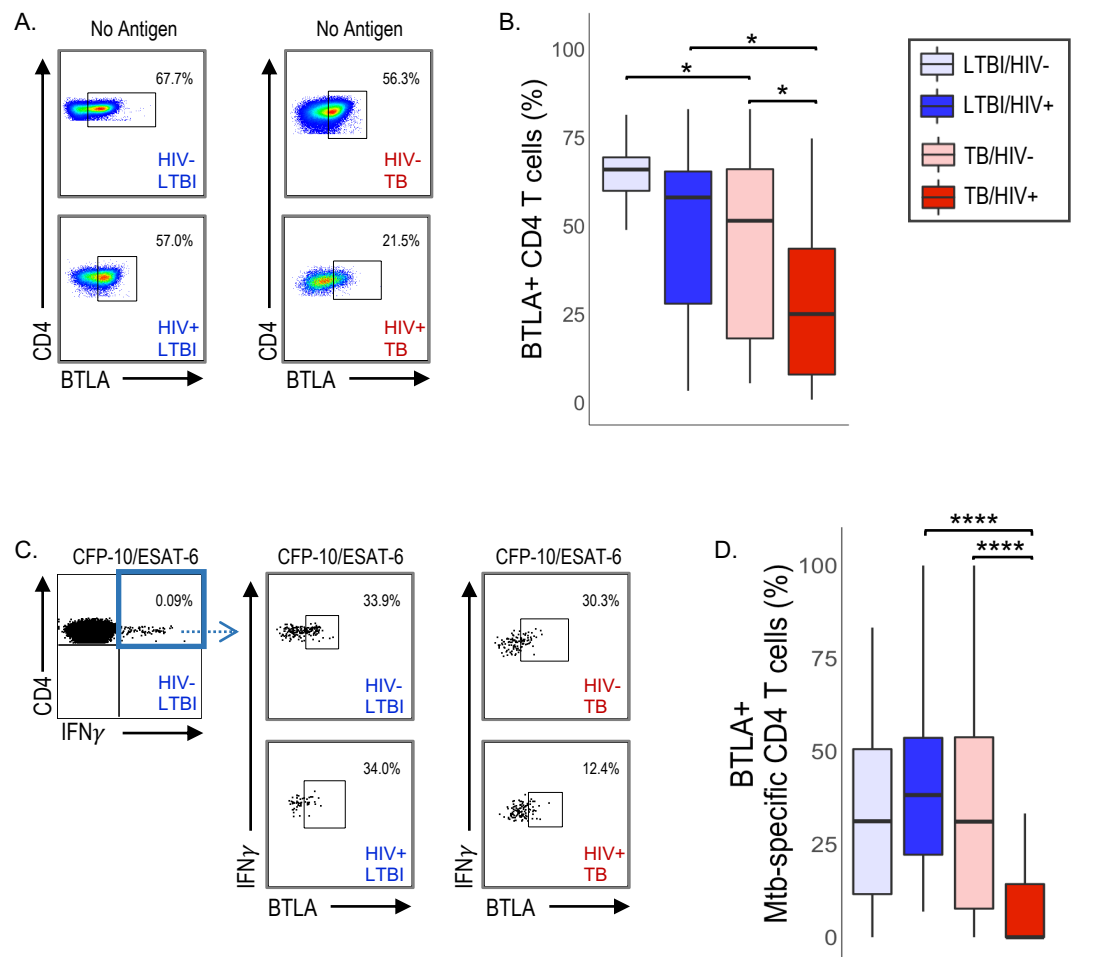 A.
No Antigen
No Antigen
67.7%
HIV-
LTBI
56.3%
HIV-
TB
57.0%
HIV+
LTBI
21.5%
HIV+
TB
CD4
CD4
BTLA
BTLA
B.
BTLA+ CD4 T cells (%)
100
75
50
25
0
*
*
*
LTBI/HIV-
LTBI/HIV+
TB/HIV-
TB/HIV+
C.
CFP-10/ESAT-6
CFP-10/ESAT-6
CFP-10/ESAT-6
0.09%
HIV-
LTBI
CD4
IFNγ
33.9%
HIV-
LTBI
30.3%
HIV-
TB
34.0%
HIV+
LTBI
12.4%
HIV+
TB
IFNγ
IFNγ
BTLA
BTLA
D.
BTLA+
Mtb-specific CD4 T cells (%)
100
75
50
25
0
****
****